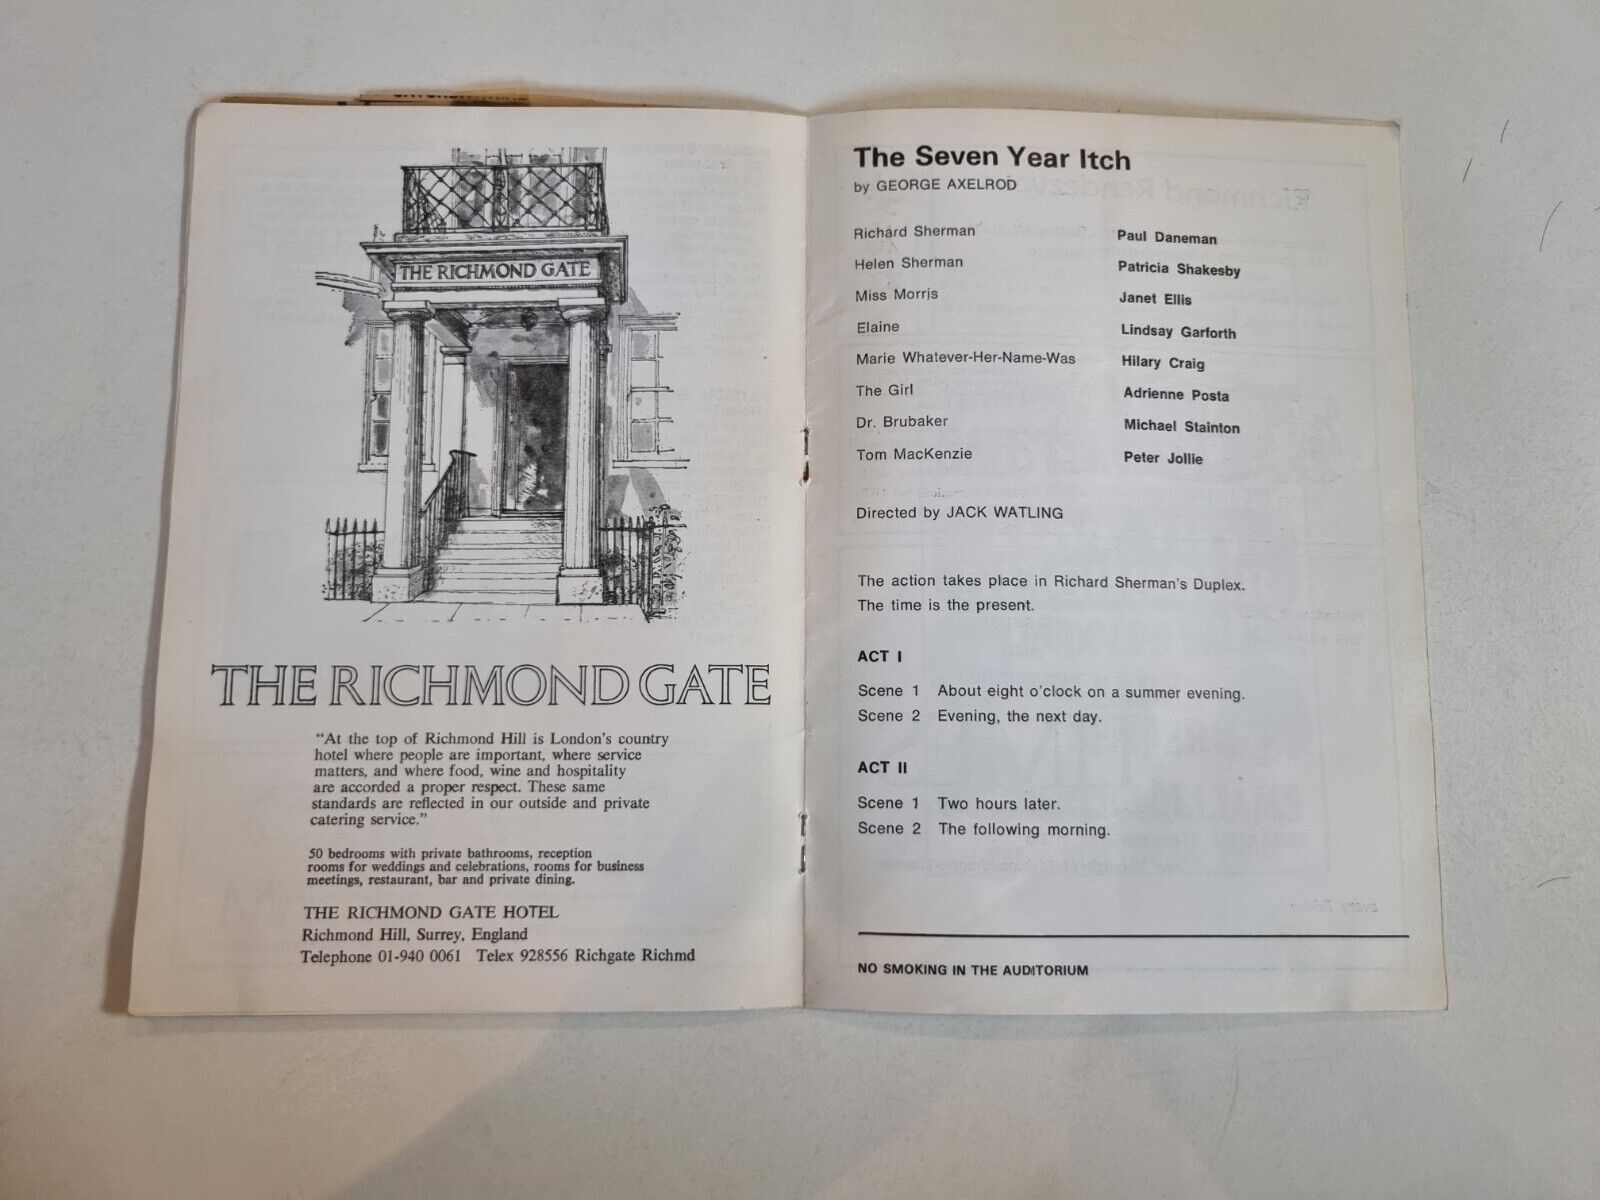 THE RICHMOND GATE
THE RICHMOND GATE
"At the top of Richmond Hill is London's country
hotel where people are important, where service
matters, and where food, wine and hospitality
are accorded a proper respect. These same
standards are reflected in our outside and private
catering service."
50 bedrooms with private bathrooms, reception
rooms for weddings and celebrations, rooms for business
meetings, restaurant, bar and private dining.
THE RICHMOND GATE HOTEL
Richmond Hill, Surrey, England
Telephone 01-940 0061 Telex 928556 Richgate Richmd
The Seven Year Itch
by GEORGE AXELROD
Richard Sherman Paul Daneman
Helen Sherman Patricia Shakesby
Miss Morris Janet Ellis
Elaine Lindsay Garforth
Marie Whatever-Her-Name-Was Hilary Craig
The Girl Adrienne Posta
Dr. Brubaker Michael Stainton
Tom MacKenzie Peter Jollie
Directed by JACK WATLING
The action takes place in Richard Sherman's Duplex.
The time is the present.
ACT I
Scene 1 About eight o'clock on a summer evening.
Scene 2 Evening, the next day.
ACT II
Scene 1 Two hours later.
Scene 2 The following morning.
NO SMOKING IN THE AUDITORIUM